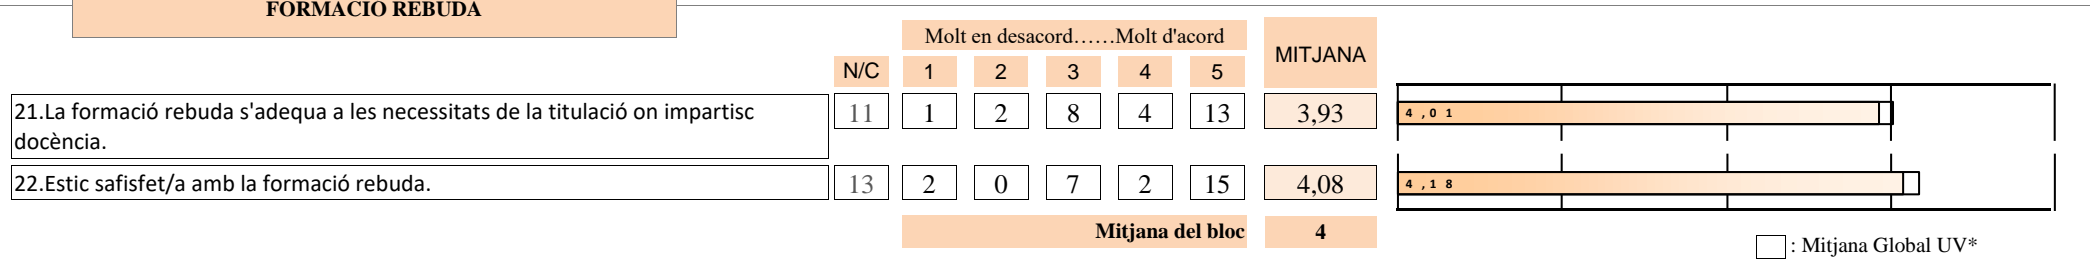 FORMACIÓ REBUDA
Molt en desacord……Molt d'acord
MITJANA
N/C 1 2 3 4 5
21.La formació rebuda s'adequa a les necessitats de la titulació on impartisc
docència.
11 1 2 8 4 13 3,93
4,01
22.Estic safisfet/a amb la formació rebuda.
13 2 0 7 2 15 4,08
4,18
Mitjana del bloc 4
: Mitjana Global UV*